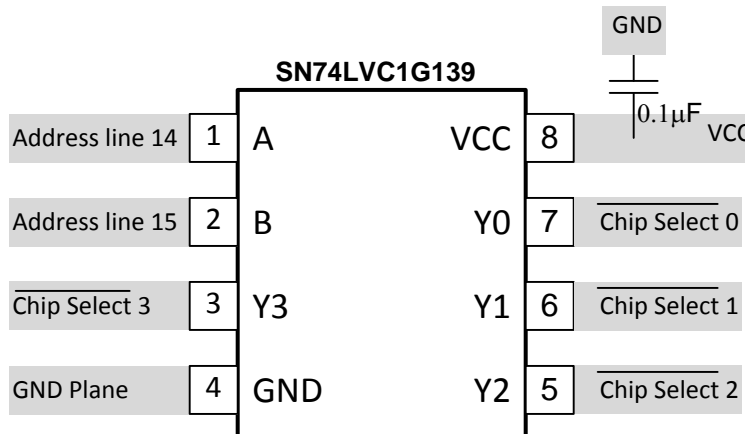 GND
SN74LVC1G139
0.1µF
Address line 14 1 A VCC 8 VCC
Address line 15 2 B Y0 7 Chip Select 0
Chip Select 3 3 Y3 Y1 6 Chip Select 1
GND Plane 4 GND Y2 5 Chip Select 2